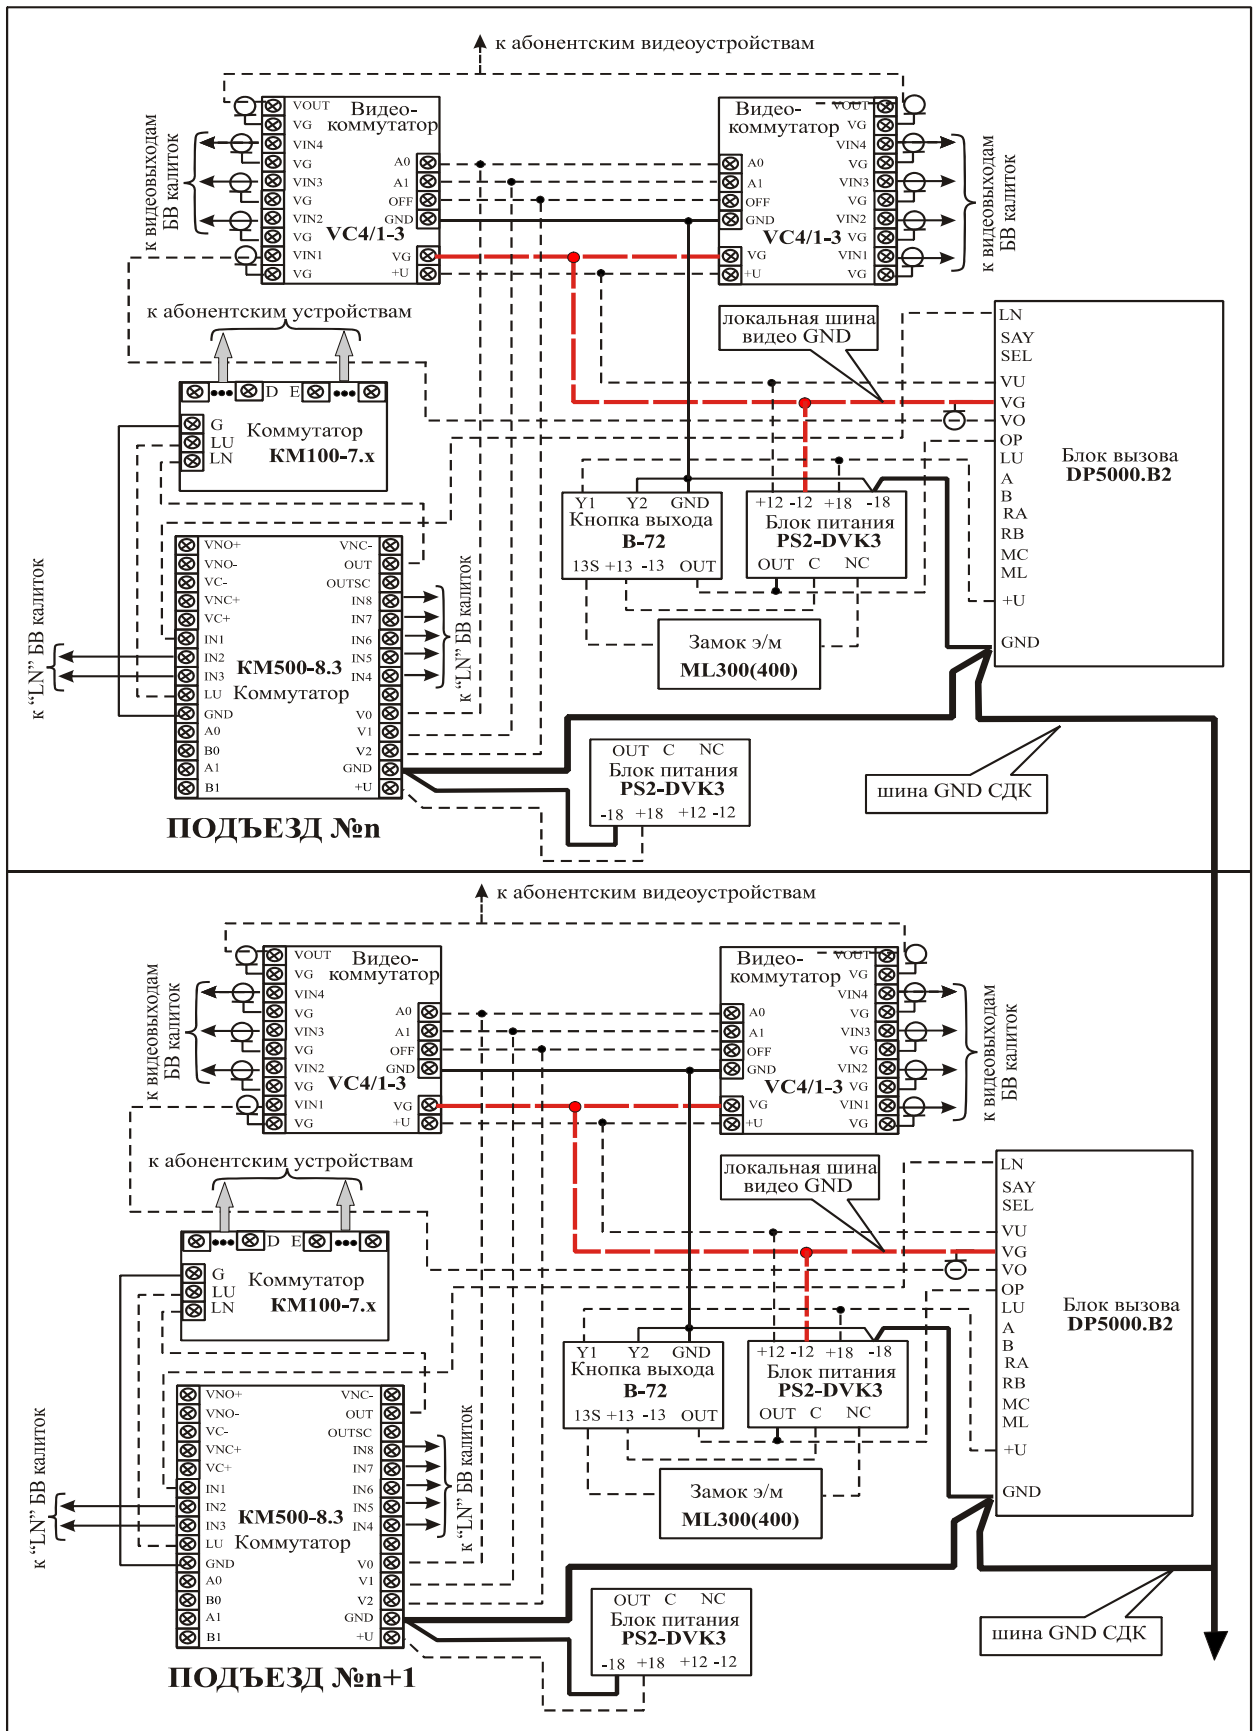 к абонентским видеоустройствам
VOUT
VG
VIN4
VG
VIN3
VG
VIN2
VG
VIN1
VG
Видео-
коммутатор
A0
A1
OFF
GND
VC4/1-3
VG
+U
к видеовыходам
БВ калиток
Видео-
коммутатор
VOUT
VG
VIN4
VG
VIN3
VG
VIN2
VG
VIN1
VG
A0
A1
OFF
GND
VC4/1-3
VG
+U
к видеовыходам
БВ калиток
к абонентским устройствам
D E
G
LU
LN
Коммутатор
КМ100-7.x
локальная шина
видео GND
LN
SAY
SEL
VU
VG
VO
OP
LU
A
B
RA
RB
MC
ML
+U
GND
Блок вызова
DP5000.B2
Y1 Y2 GND
Кнопка выхода
B-72
13S +13 -13 OUT
+12 -12 +18 -18
Блок питания
PS2-DVK3
OUT C NC
Замок э/м
ML300(400)
VNO+
VNO-
VC-
VNC+
VC+
IN1
IN2
IN3
LU
GND
A0
B0
A1
B1
КМ500-8.3
Коммутатор
VNC-
OUT
OUTSC
IN8
IN7
IN6
IN5
IN4
V0
V1
V2
GND
+U
к “LN” БВ калиток
к “LN” БВ калиток
OUT C NC
Блок питания
PS2-DVK3
-18 +18 +12 -12
шина GND СДК
ПОДЪЕЗД №n
к абонентским видеоустройствам
VOUT
VG
VIN4
VG
VIN3
VG
VIN2
VG
VIN1
VG
Видео-
коммутатор
A0
A1
OFF
GND
VC4/1-3
VG
+U
к видеовыходам
БВ калиток
Видео-
коммутатор
VOUT
VG
VIN4
VG
VIN3
VG
VIN2
VG
VIN1
VG
A0
A1
OFF
GND
VC4/1-3
VG
+U
к видеовыходам
БВ калиток
к абонентским устройствам
D E
G
LU
LN
Коммутатор
КМ100-7.x
локальная шина
видео GND
LN
SAY
SEL
VU
VG
VO
OP
LU
A
B
RA
RB
MC
ML
+U
GND
Блок вызова
DP5000.B2
Y1 Y2 GND
Кнопка выхода
B-72
13S +13 -13 OUT
+12 -12 +18 -18
Блок питания
PS2-DVK3
OUT C NC
Замок э/м
ML300(400)
VNO+
VNO-
VC-
VNC+
VC+
IN1
IN2
IN3
LU
GND
A0
B0
A1
B1
КМ500-8.3
Коммутатор
VNC-
OUT
OUTSC
IN8
IN7
IN6
IN5
IN4
V0
V1
V2
GND
+U
к “LN” БВ калиток
к “LN” БВ калиток
OUT C NC
Блок питания
PS2-DVK3
-18 +18 +12 -12
шина GND СДК
ПОДЪЕЗД №n+1